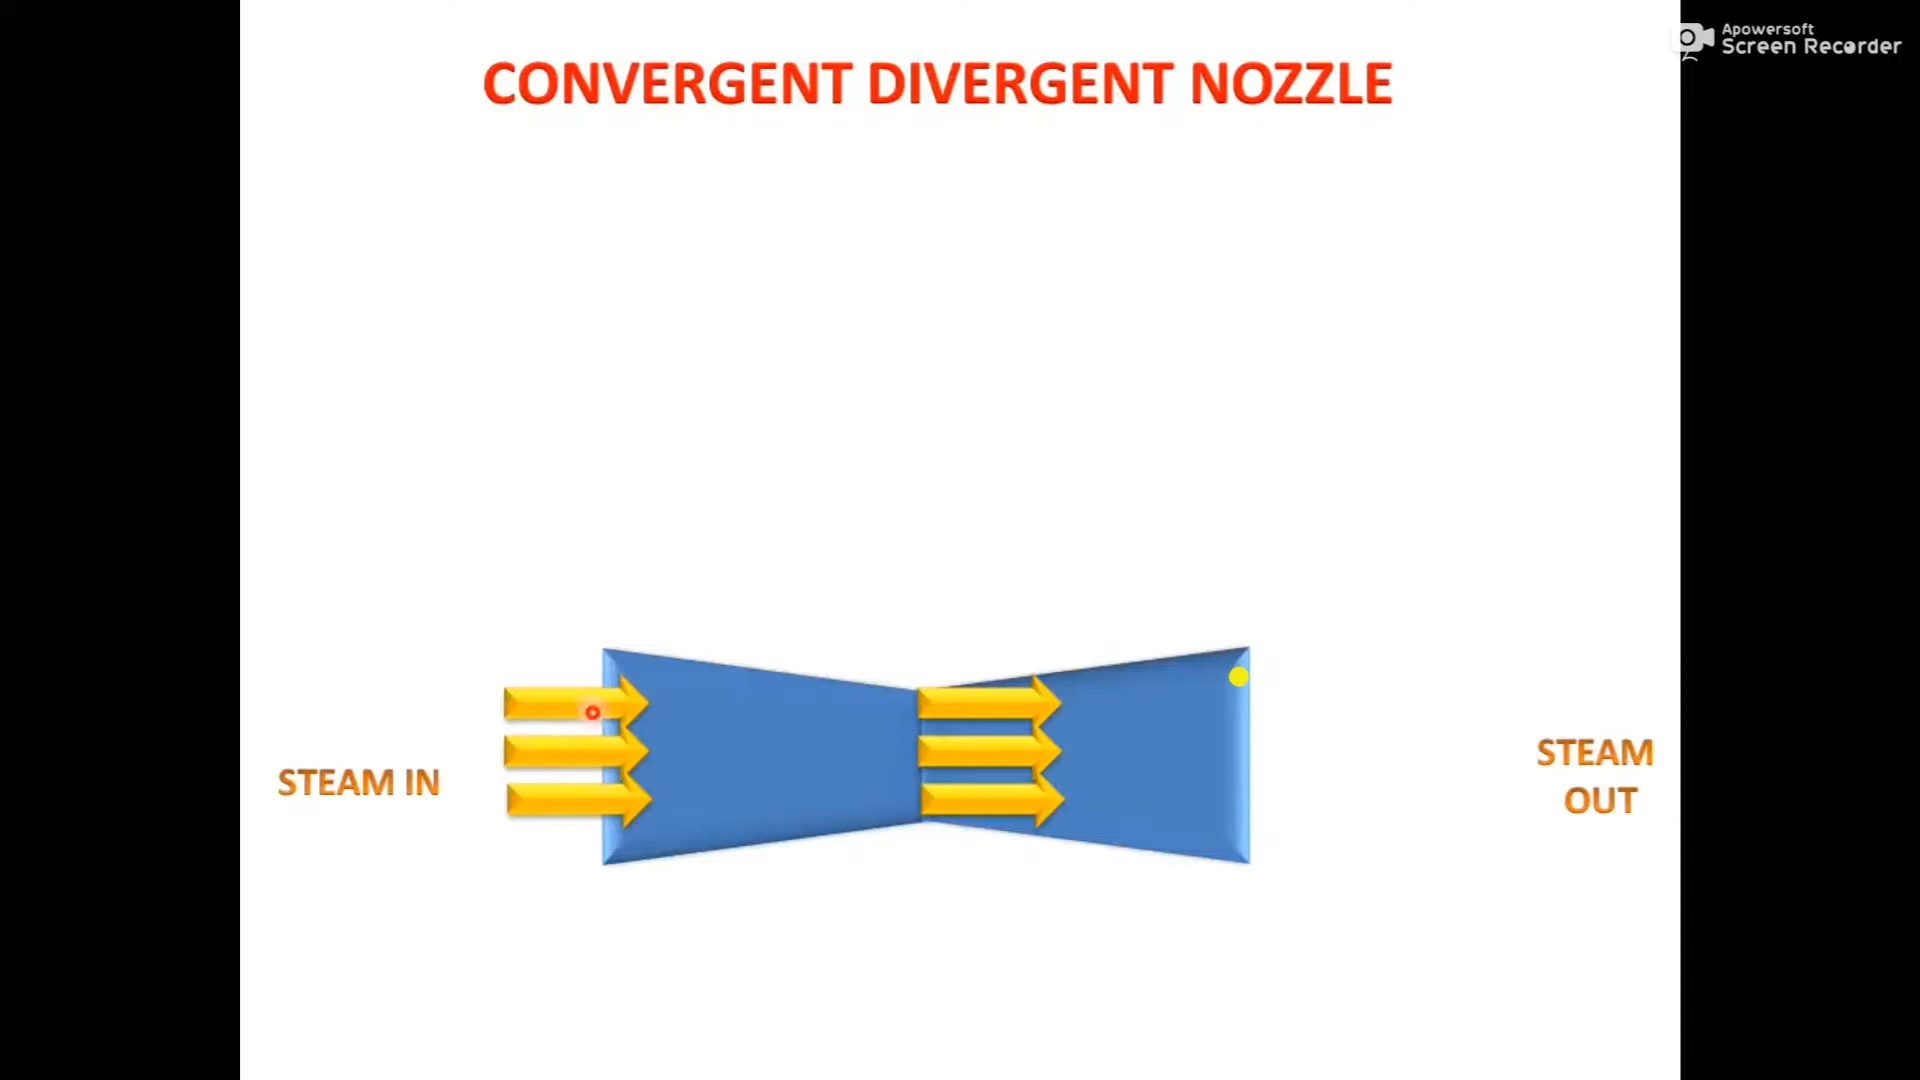 Apowersoft
Screen Recorder
CONVERGENT DIVERGENT NOZZLE
STEAM IN
STEAM
OUT